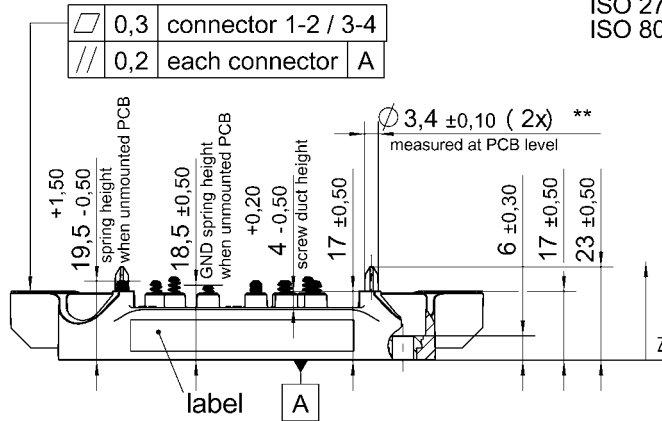 ISO 27
ISO 80
⏥ 0,3 connector 1-2 / 3-4
// 0,2 each connector A
⌀ 3,4 ±0,10 ( 2x) **
measured at PCB level
+1,50
19,5 -0,50
spring height
when unmounted PCB
18,5 ±0,50
GND spring height
when unmounted PCB
+0,20
4 -0,50
screw duct height
17 ±0,50
6 ±0,30
17 ±0,50
23 ±0,50
label
A